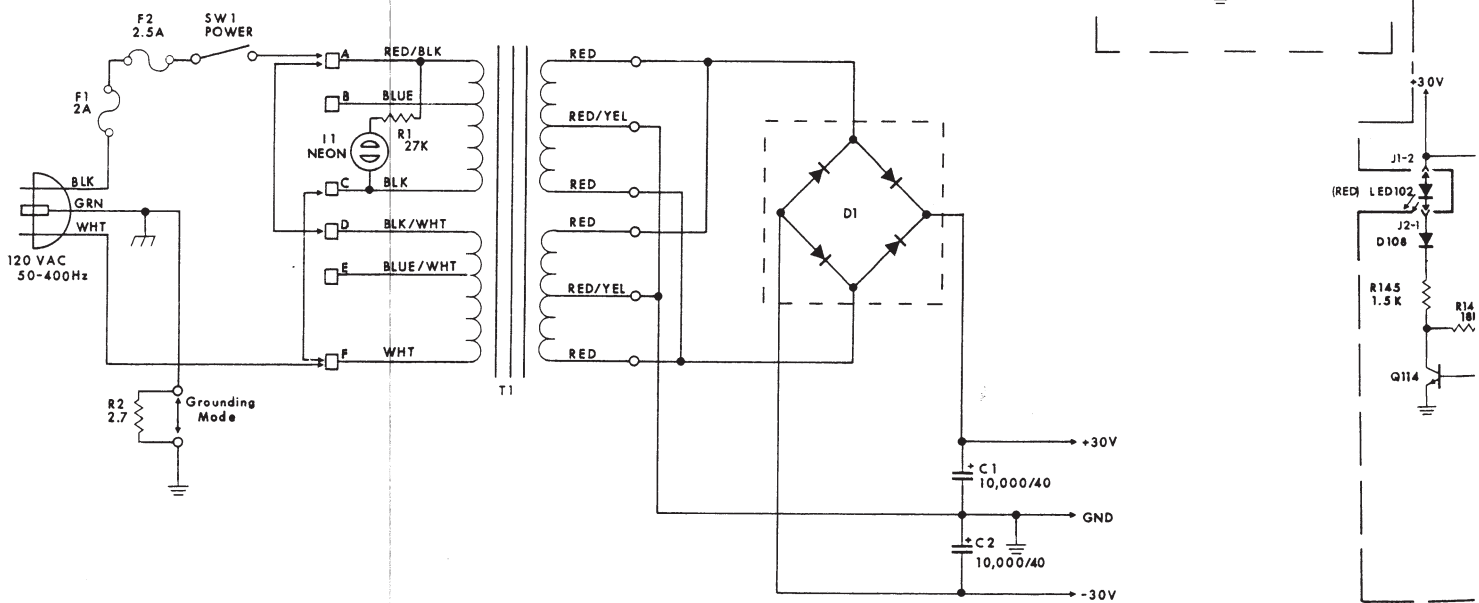 F2
2.5A
SW1
POWER
F1
2A
A
RED/BLK
B
BLUE
I1
NEON
R1
27K
C
BLK
D
BLK/WHT
E
BLUE/WHT
F
WHT
BLK
GRN
WHT
120 VAC
50-400Hz
R2
2.7
Grounding
Mode
T1
RED
RED/YEL
RED
RED
RED/YEL
RED
D1
+30V
+ C1
10,000/40
GND
+ C2
10,000/40
-30V
+30V
J1-2
(RED) LED102
J2-1
D108
R145
1.5K
R14
18
Q114